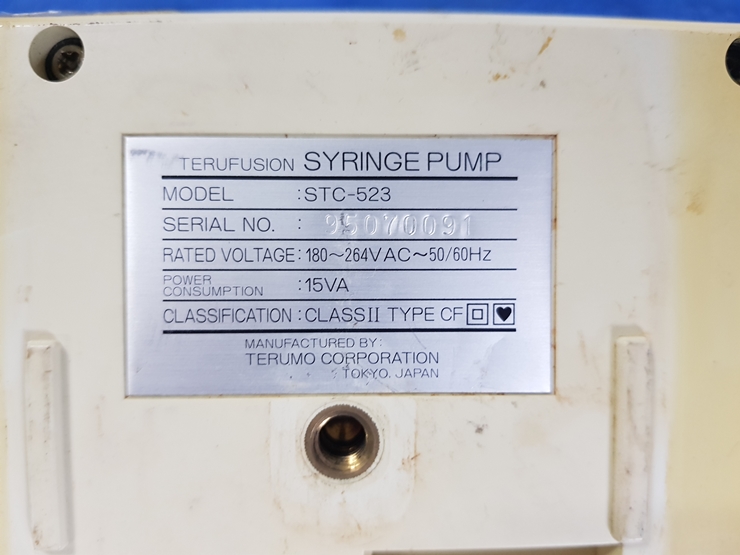 TERUFUSION SYRINGE PUMP
MODEL :STC-523
SERIAL NO. : 95070091
RATED VOLTAGE:180~264VAC~50/60Hz
POWER CONSUMPTION :15VA
CLASSIFICATION:CLASSII TYPE CF
MANUFACTURED BY:
TERUMO CORPORATION
TOKYO. JAPAN